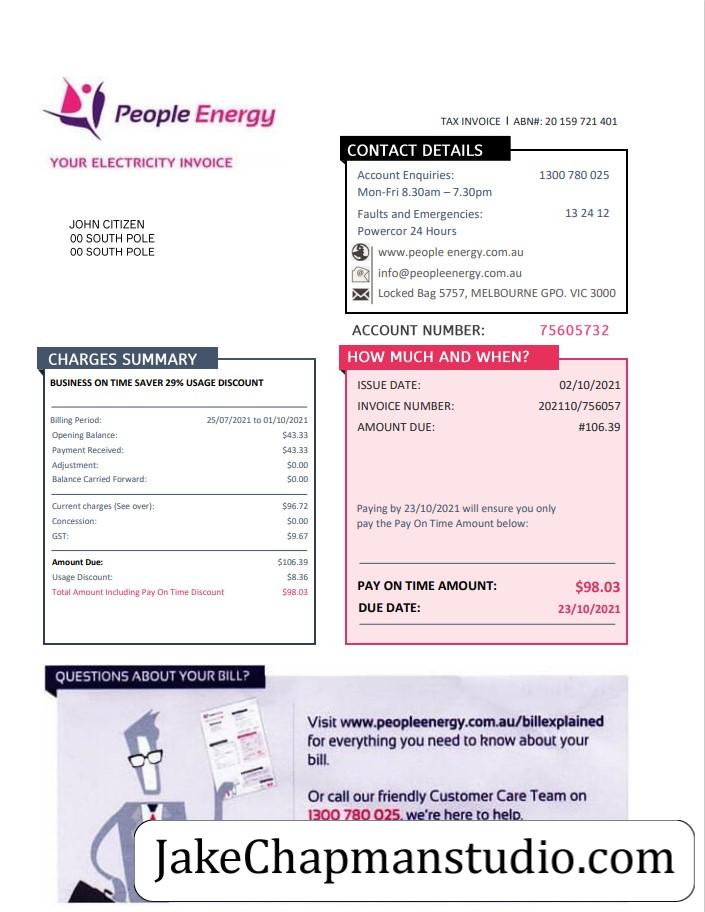 People Energy
YOUR ELECTRICITY INVOICE
TAX INVOICE | ABN#: 20 159 721 401
CONTACT DETAILS
Account Enquiries: 1300 780 025
Mon-Fri 8.30am – 7.30pm
Faults and Emergencies: 13 24 12
Powercor 24 Hours
www.people energy.com.au
info@peopleenergy.com.au
Locked Bag 5757, MELBOURNE GPO. VIC 3000
JOHN CITIZEN
00 SOUTH POLE
00 SOUTH POLE
ACCOUNT NUMBER: 75605732
CHARGES SUMMARY
BUSINESS ON TIME SAVER 29% USAGE DISCOUNT
Billing Period: 25/07/2021 to 01/10/2021
Opening Balance: $43.33
Payment Received: $43.33
Adjustment: $0.00
Balance Carried Forward: $0.00
Current charges (See over): $96.72
Concession: $0.00
GST: $9.67
Amount Due: $106.39
Usage Discount: $8.36
Total Amount Including Pay On Time Discount $98.03
HOW MUCH AND WHEN?
ISSUE DATE: 02/10/2021
INVOICE NUMBER: 202110/756057
AMOUNT DUE: #106.39
Paying by 23/10/2021 will ensure you only
pay the Pay On Time Amount below:
PAY ON TIME AMOUNT: $98.03
DUE DATE: 23/10/2021
QUESTIONS ABOUT YOUR BILL?
Visit www.peopleenergy.com.au/billexplained
for everything you need to know about your
bill.
Or call our friendly Customer Care Team on
1300 780 025, we're here to help.
JakeChapmanstudio.com